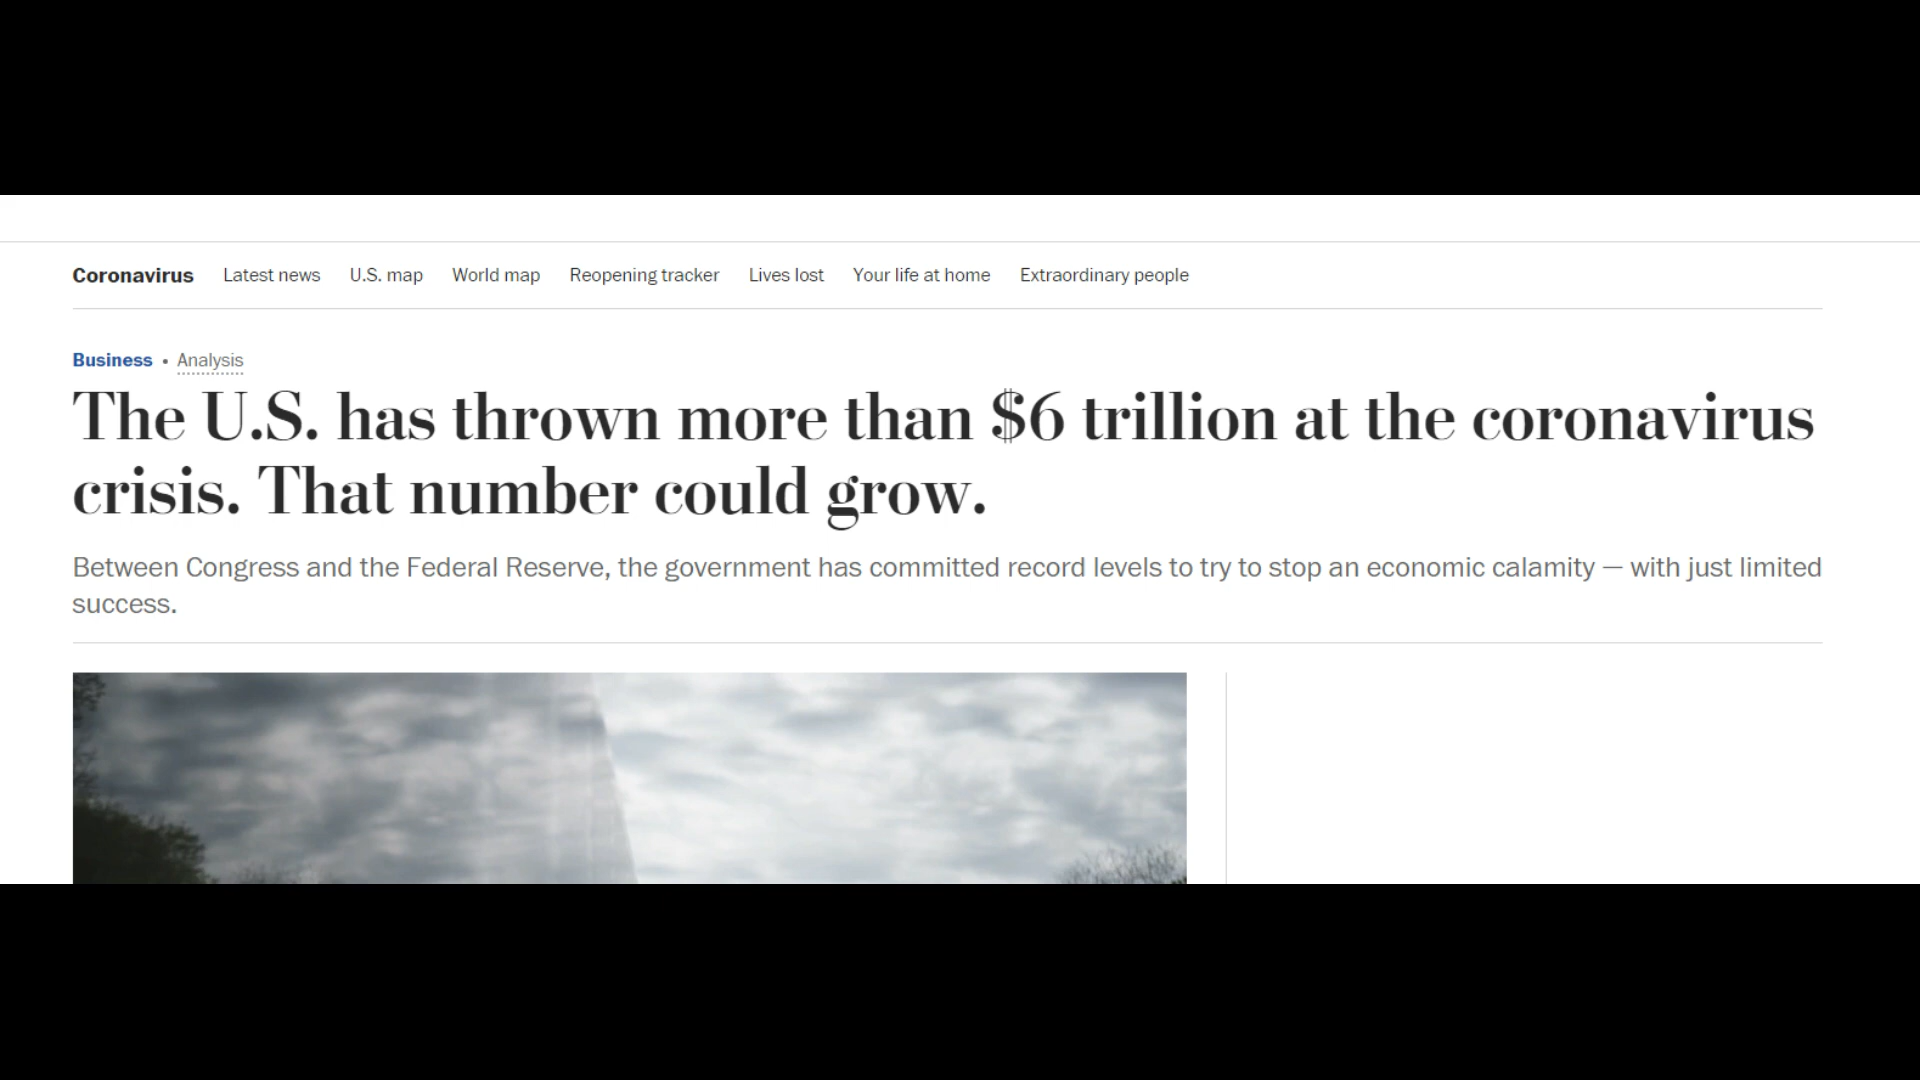 Coronavirus Latest news U.S. map World map Reopening tracker Lives lost Your life at home Extraordinary people
Business • Analysis
The U.S. has thrown more than $6 trillion at the coronavirus
crisis. That number could grow.
Between Congress and the Federal Reserve, the government has committed record levels to try to stop an economic calamity — with just limited
success.